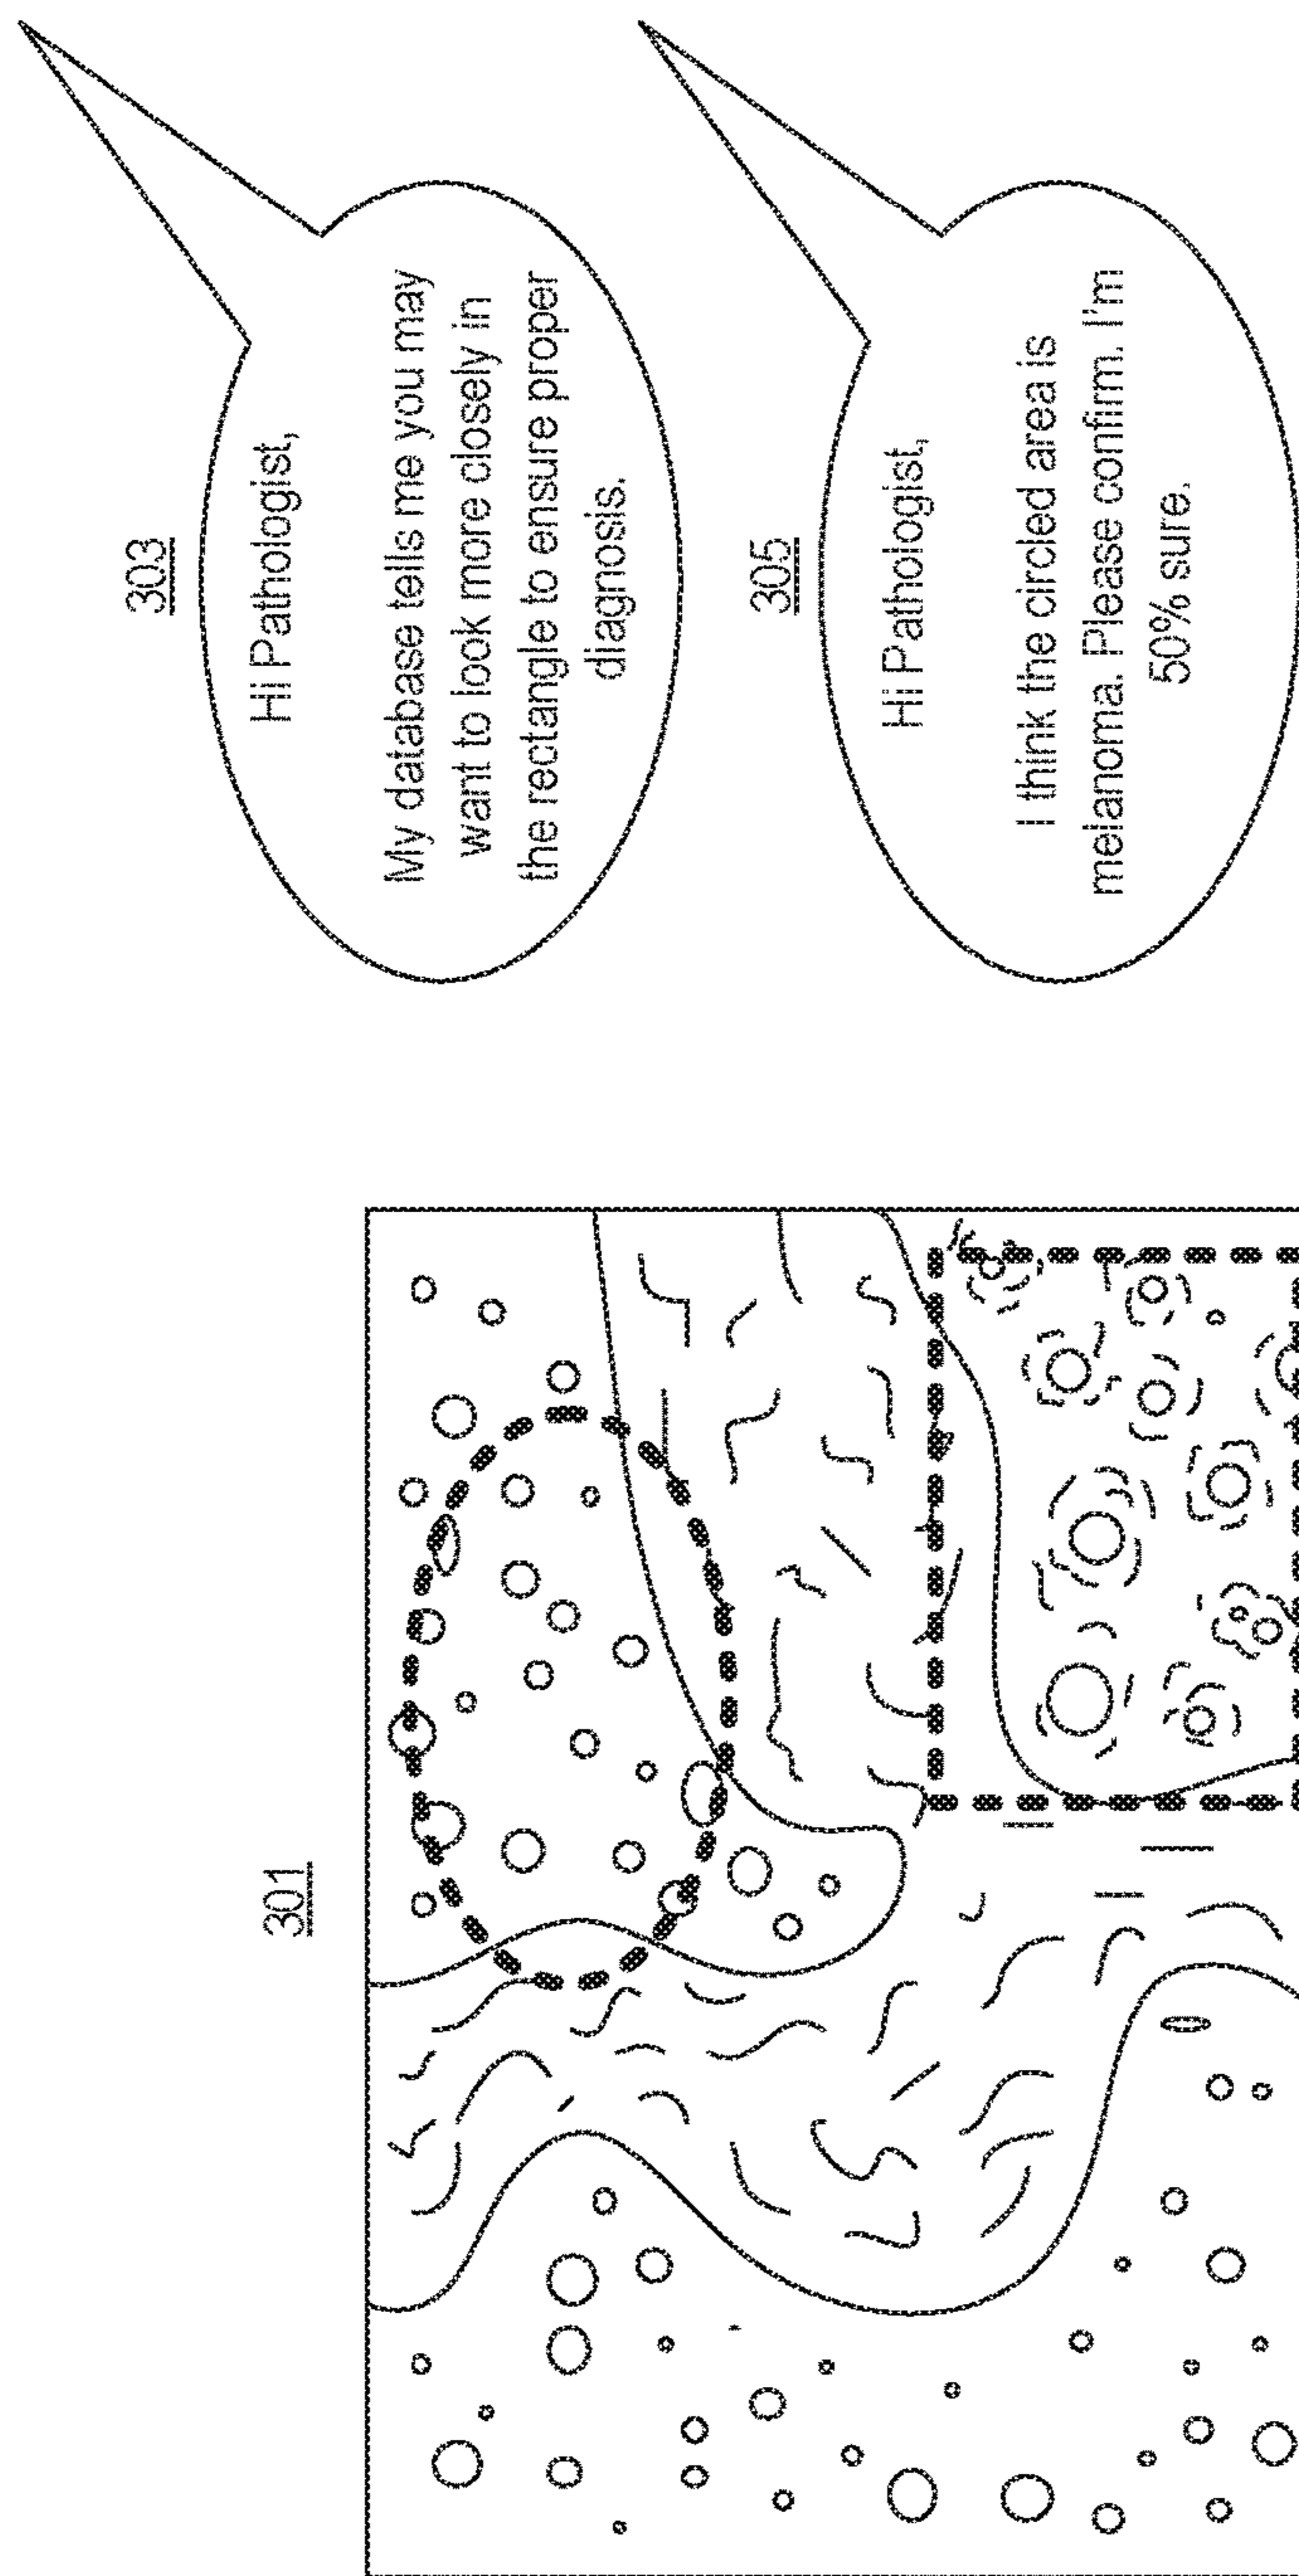 301
303
Hi Pathologist,
My database tells me you may
want to look more closely in
the rectangle to ensure proper
diagnosis.
305
Hi Pathologist,
I think the circled area is
melanoma. Please confirm. I'm
50% sure.